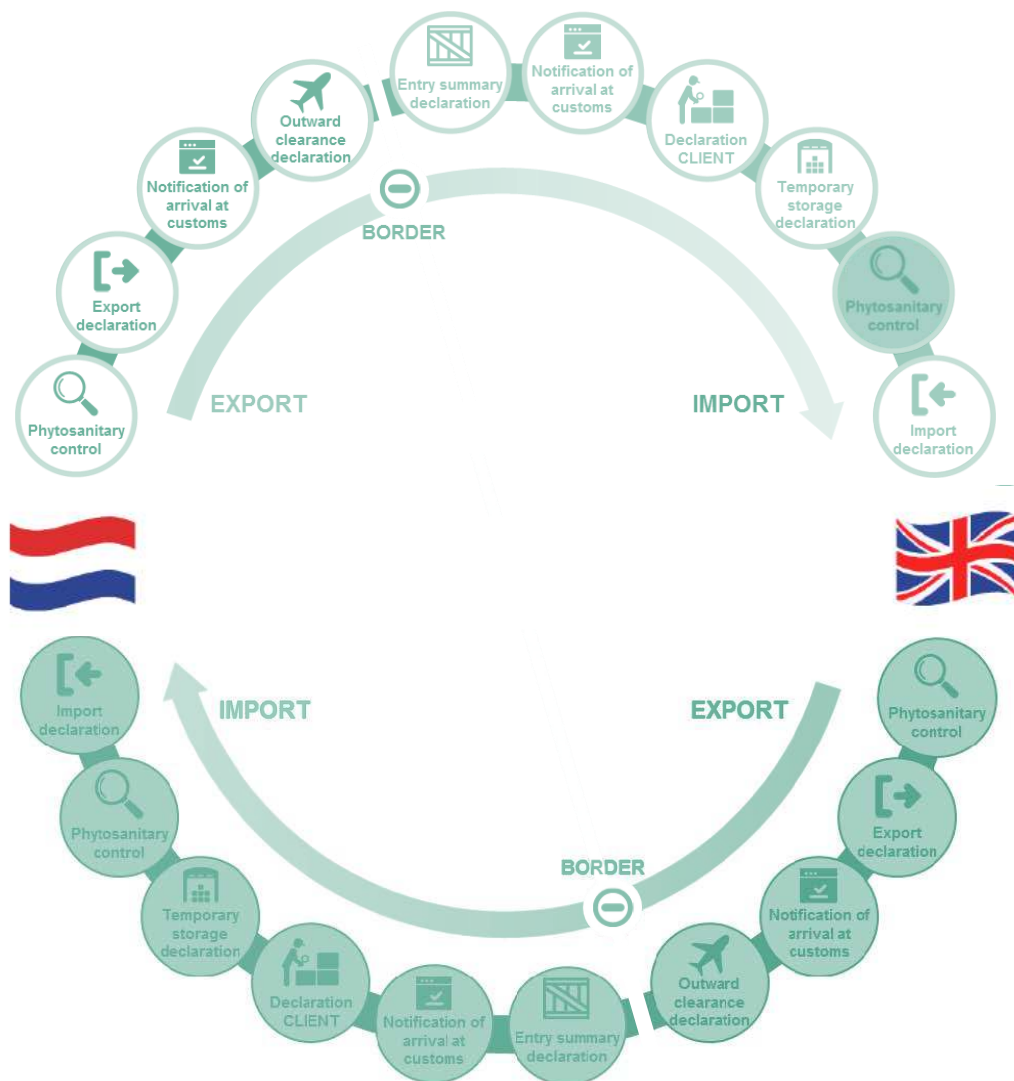 Entry summary
declaration
Notification of
arrival at
customs
Outward
clearance
declaration
Declaration
CLIENT
Notification of
arrival at
customs
Temporary
storage
declaration
BORDER
Export
declaration
Phytosanitary
control
EXPORT
IMPORT
Phytosanitary
control
Import
declaration
Import
declaration
IMPORT
EXPORT
Phytosanitary
control
Phytosanitary
control
Export
declaration
BORDER
Temporary
storage
declaration
Notification of
arrival at
customs
Declaration
CLIENT
Outward
clearance
declaration
Notification of
arrival at
customs
Entry summary
declaration